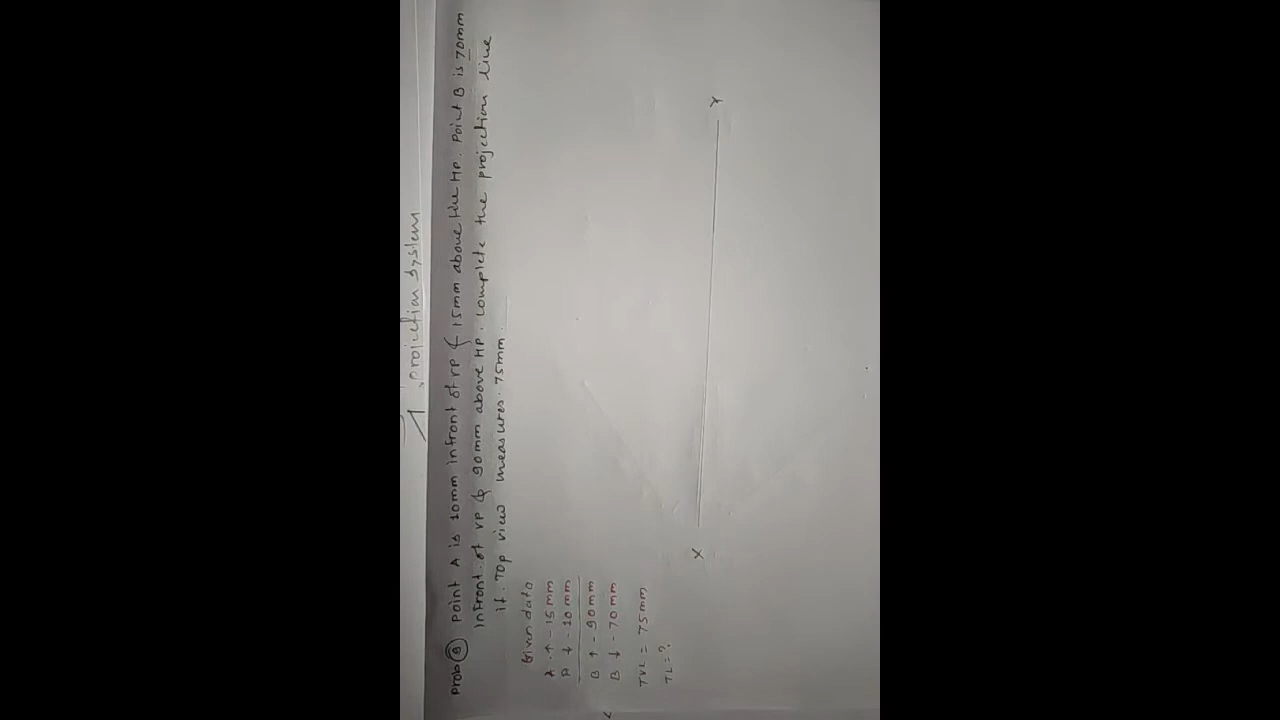 projection system
prob(9) point A is 10mm infront of VP & 15mm above the HP. point B is 70mm
infront of VP & 90mm above HP. complete the projection line
if. TOP view measures. 75mm.
Given data
A. ↑ - 15mm
A ↓ - 10mm
B ↑ - 90mm
B ↓ - 70mm
TVL = 75mm
TL = ?
X Y